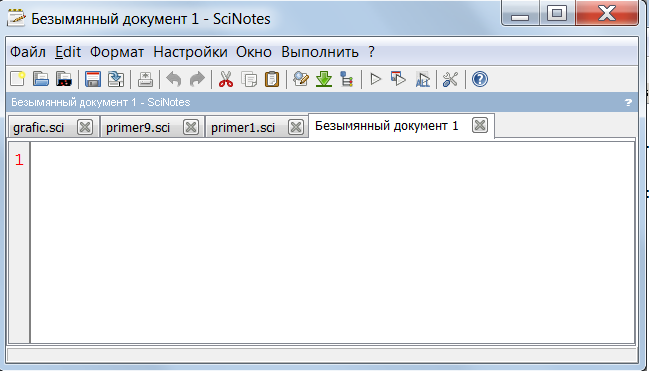 Безымянный документ 1 - SciNotes
Файл Edit Формат Настройки Окно Выполнить ?
Безымянный документ 1 - SciNotes ?
grafic.sci primer9.sci primer1.sci Безымянный документ 1
1